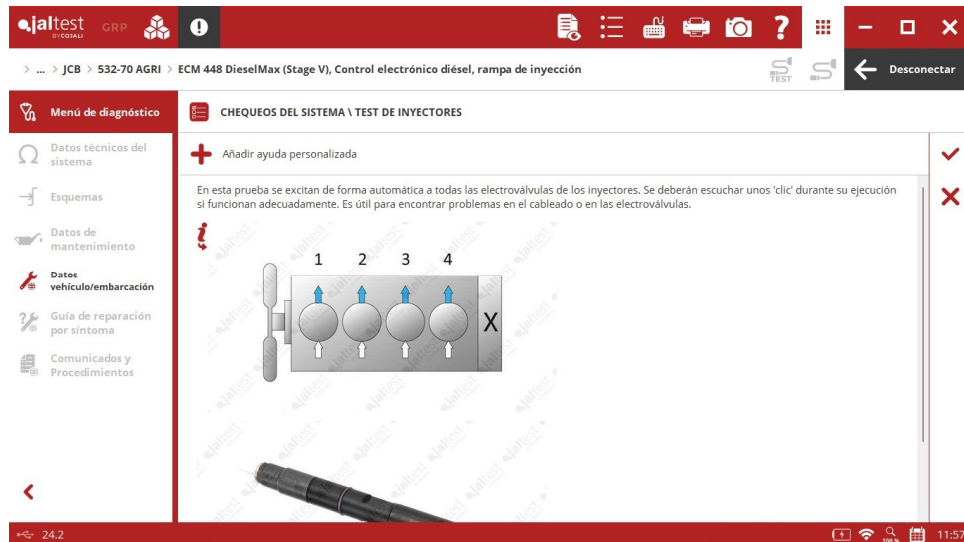 jaltest GRP
BY COJALI
> ... > JCB > 532-70 AGRI > ECM 448 DieselMax (Stage V), Control electrónico diésel, rampa de inyección
TEST
Desconectar
Menú de diagnóstico
CHEQUEOS DEL SISTEMA \ TEST DE INYECTORES
Datos técnicos del
sistema
Esquemas
Datos de
mantenimiento
Datos
vehículo/embarcación
Guía de reparación
por síntoma
Comunicados y
Procedimientos
Añadir ayuda personalizada
En esta prueba se excitan de forma automática a todas las electroválvulas de los inyectores. Se deberán escuchar unos 'clic' durante su ejecución
si funcionan adecuadamente. Es útil para encontrar problemas en el cableado o en las electroválvulas.
1 2 3 4
X
24.2
100 %
11:57